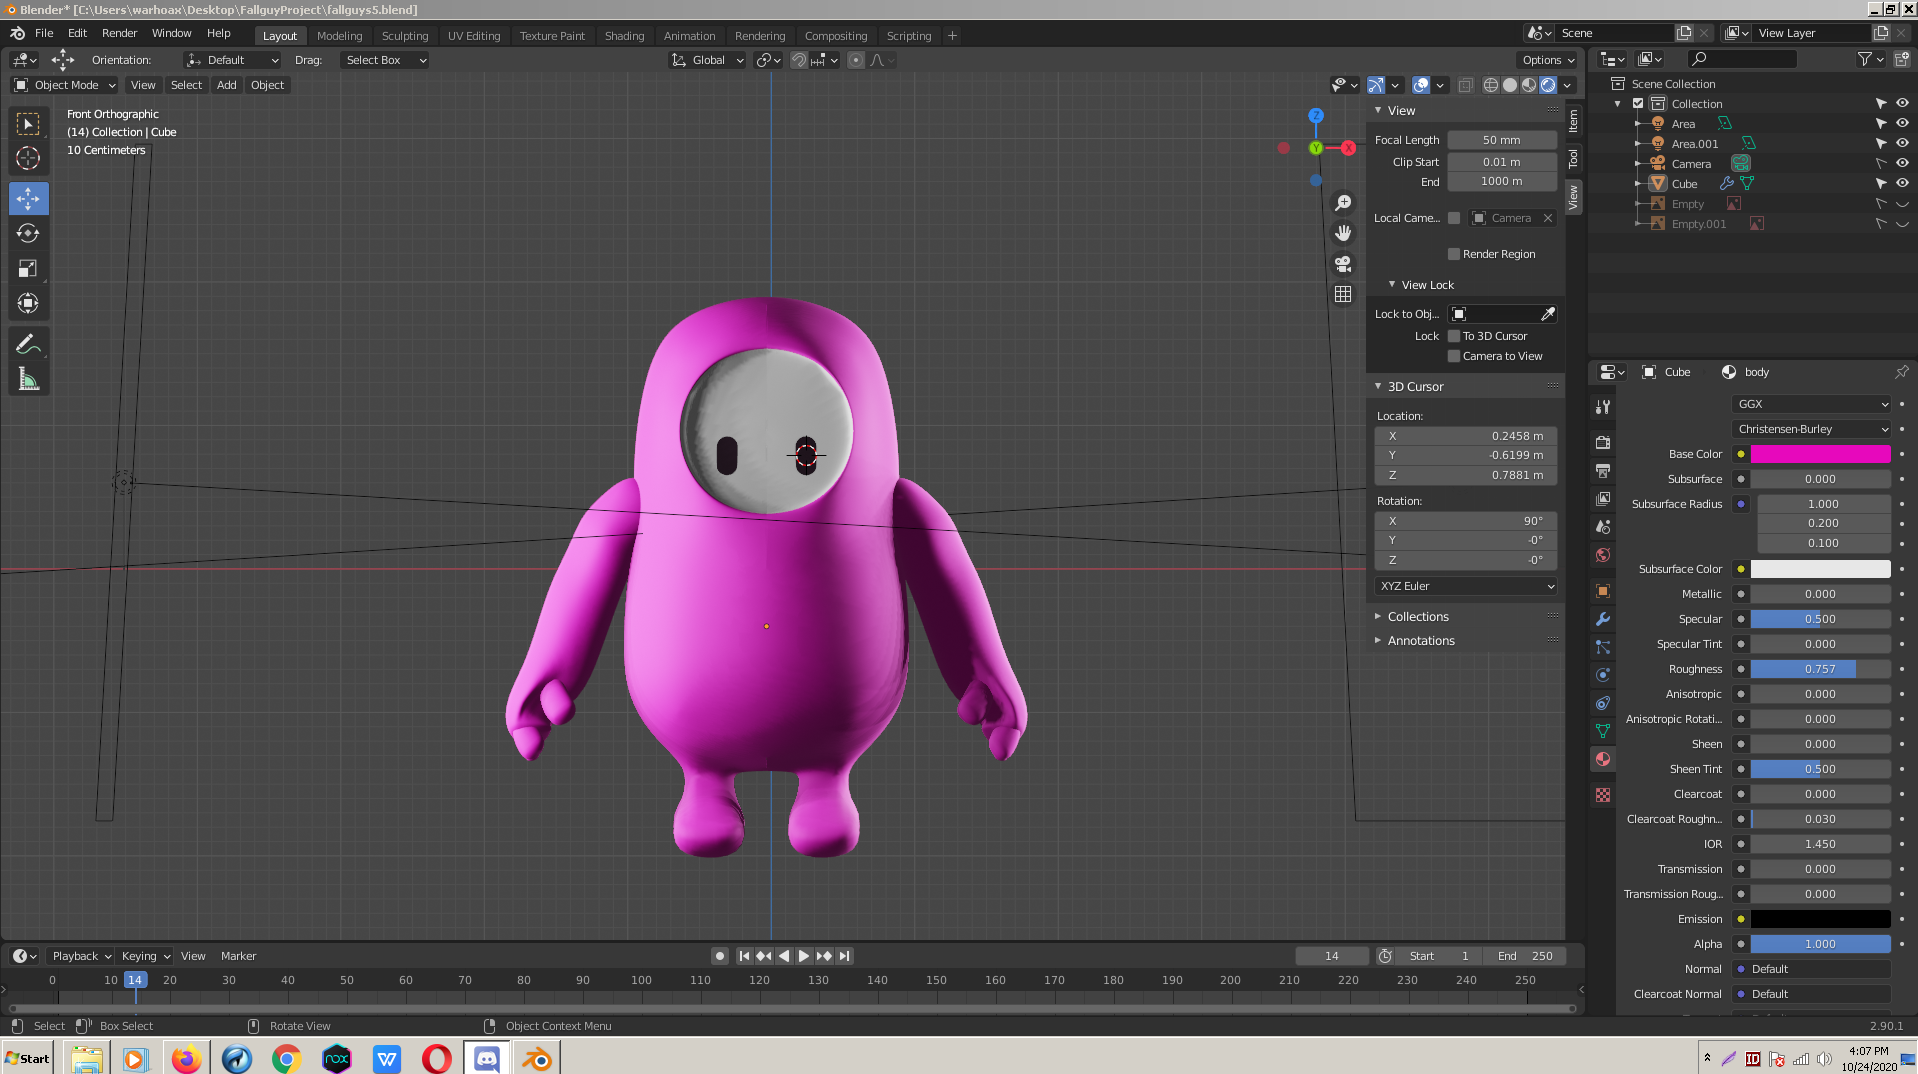 Blender* [C:\Users\warhoax\Desktop\FallguyProject\fallguys5.blend]
File Edit Render Window Help Layout Modeling Sculpting UV Editing Texture Paint Shading Animation Rendering Compositing Scripting + Scene View Layer
Orientation: Default Drag: Select Box Global Options
Object Mode View Select Add Object
Front Orthographic
(14) Collection | Cube
10 Centimeters
Z
Y
X
View
Focal Length 50 mm
Clip Start 0.01 m
End 1000 m
Local Came... Camera
Render Region
View Lock
Lock to Obj...
Lock To 3D Cursor
Camera to View
3D Cursor
Location:
X 0.2458 m
Y -0.6199 m
Z 0.7881 m
Rotation:
X 90°
Y -0°
Z -0°
XYZ Euler
Collections
Annotations
Item
Tool
View
Scene Collection
Collection
Area
Area.001
Camera
Cube
Empty
Empty.001
Cube body
GGX
Christensen-Burley
Base Color
Subsurface 0.000
Subsurface Radius 1.000
0.200
0.100
Subsurface Color
Metallic 0.000
Specular 0.500
Specular Tint 0.000
Roughness 0.757
Anisotropic 0.000
Anisotropic Rotati... 0.000
Sheen 0.000
Sheen Tint 0.500
Clearcoat 0.000
Clearcoat Roughn... 0.030
IOR 1.450
Transmission 0.000
Transmission Roug... 0.000
Emission
Alpha 1.000
Normal Default
Clearcoat Normal Default
Playback Keying View Marker 14 Start 1 End 250
0 10 14 20 30 40 50 60 70 80 90 100 110 120 130 140 150 160 170 180 190 200 210 220 230 240 250
Select Box Select Rotate View Object Context Menu 2.90.1
Start nox W ID 4:07 PM
10/24/2020